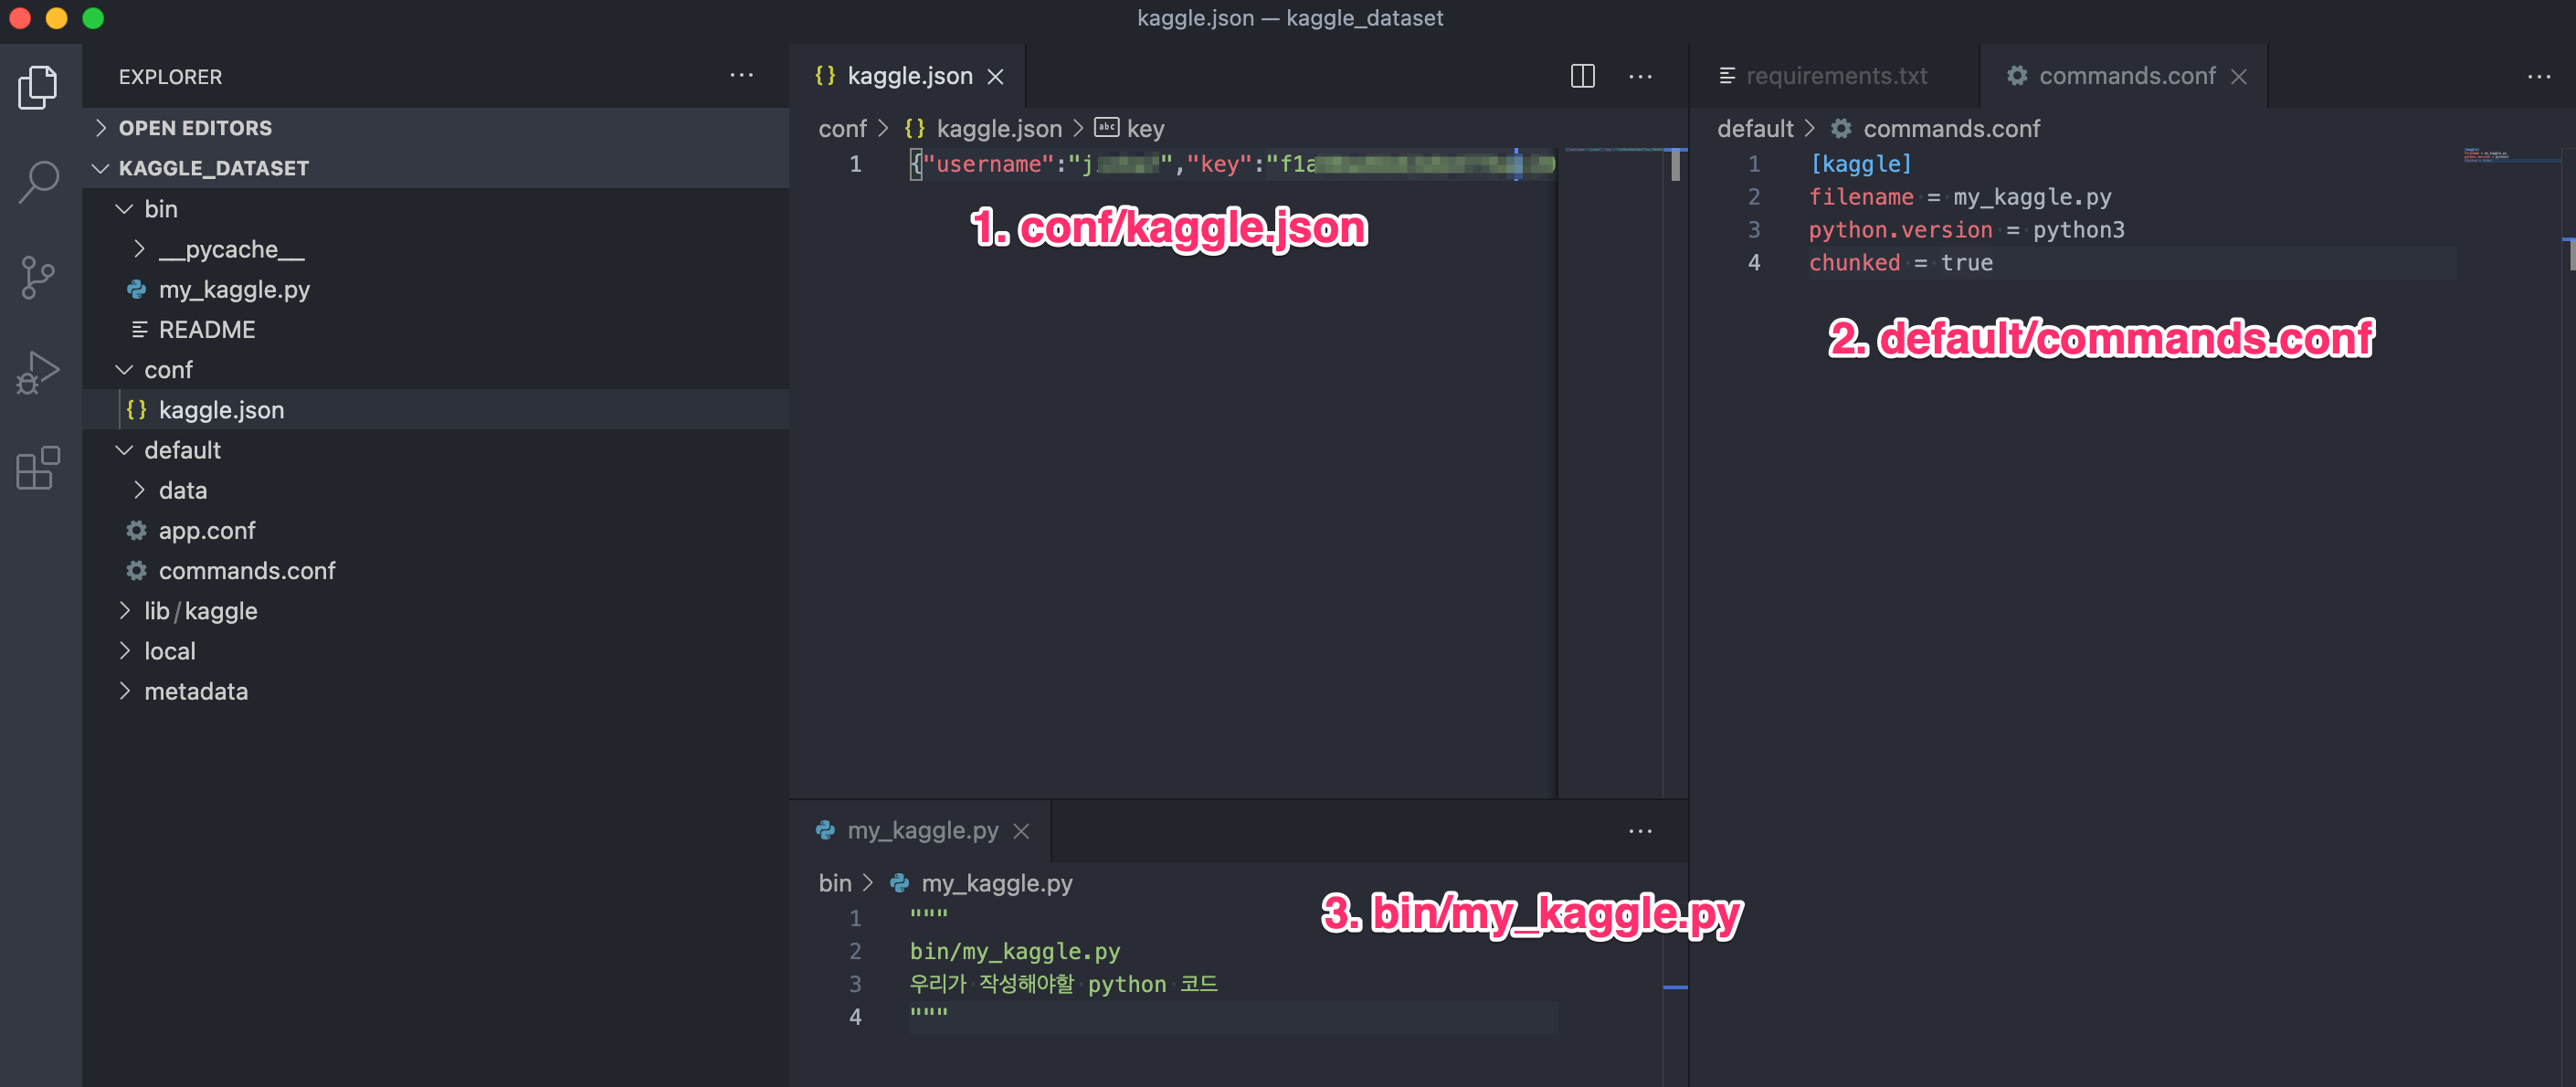 kaggle.json — kaggle_dataset
EXPLORER
OPEN EDITORS
KAGGLE_DATASET
bin
__pycache__
my_kaggle.py
README
conf
kaggle.json
default
data
app.conf
commands.conf
lib/kaggle
local
metadata
kaggle.json
conf > kaggle.json > key
1 {"username":"j ","key":"f1a
1. conf/kaggle.json
requirements.txt
commands.conf
default > commands.conf
1 [kaggle]
2 filename = my_kaggle.py
3 python.version = python3
4 chunked = true
2. default/commands.conf
my_kaggle.py
bin > my_kaggle.py
3. bin/my_kaggle.py
1 """
2 bin/my_kaggle.py
3 우리가 작성해야할 python 코드
4 """